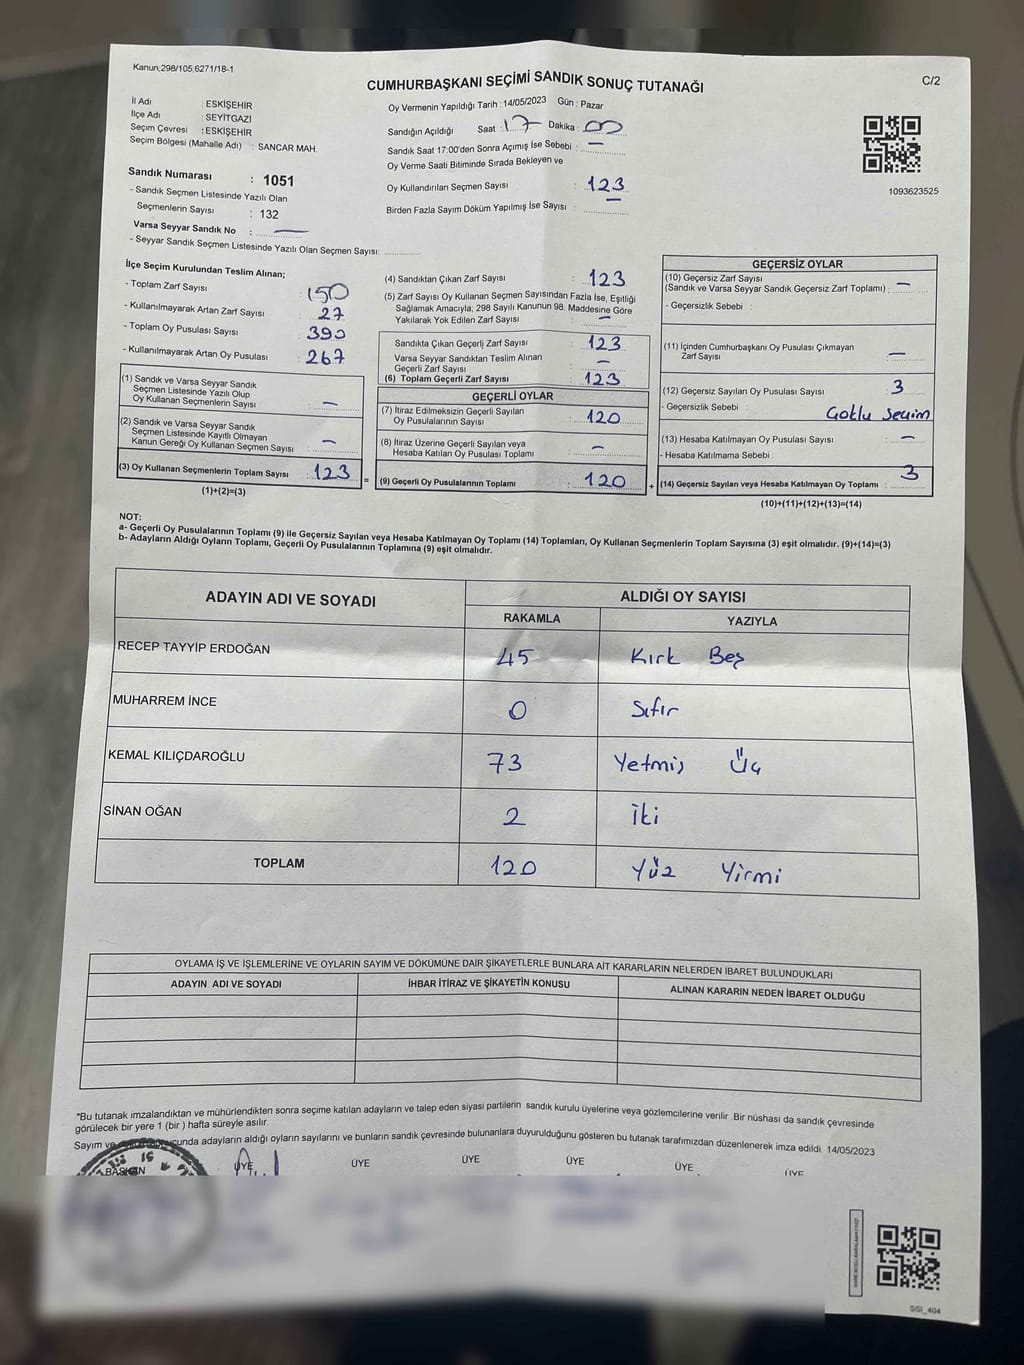 Kanun;298/105;6271/18-1
CUMHURBAŞKANI SEÇİMİ SANDIK SONUÇ TUTANAĞI
C/2
İl Adı : ESKİŞEHİR
İlçe Adı : SEYİTGAZİ
Seçim Çevresi : ESKİŞEHİR
Seçim Bölgesi (Mahalle Adı) : SANCAR MAH.
Sandık Numarası : 1051
- Sandık Seçmen Listesinde Yazılı Olan
Seçmenlerin Sayısı : 132
Varsa Seyyar Sandık No : —
- Seyyar Sandık Seçmen Listesinde Yazılı Olan Seçmen Sayısı:
Oy Vermenin Yapıldığı Tarih : 14/05/2023 Gün : Pazar
Sandığın Açıldığı Saat : 17 Dakika : 00
Sandık Saat 17:00'den Sonra Açımış İse Sebebi : —
Oy Verme Saati Bitiminde Sırada Bekleyen ve
Oy Kullandırılan Seçmen Sayısı : 123
Birden Fazla Sayım Döküm Yapılmış İse Sayısı : —
1093623525
İlçe Seçim Kurulundan Teslim Alınan;
- Toplam Zarf Sayısı : 150
- Kullanılmayarak Artan Zarf Sayısı : 27
- Toplam Oy Pusulası Sayısı : 390
- Kullanılmayarak Artan Oy Pusulası : 267
(1) Sandık ve Varsa Seyyar Sandık
Seçmen Listesinde Yazılı Olup
Oy Kullanan Seçmenlerin Sayısı : —
(2) Sandık ve Varsa Seyyar Sandık
Seçmen Listesinde Kayıtlı Olmayan
Kanun Gereği Oy Kullanan Seçmen Sayısı : —
(3) Oy Kullanan Seçmenlerin Toplam Sayısı : 123
(1)+(2)=(3)
=
(4) Sandıktan Çıkan Zarf Sayısı : 123
(5) Zarf Sayısı Oy Kullanan Seçmen Sayısından Fazla İse, Eşitliği
Sağlamak Amacıyla; 298 Sayılı Kanunun 98. Maddesine Göre
Yakılarak Yok Edilen Zarf Sayısı : —
Sandıkta Çıkan Geçerli Zarf Sayısı : 123
Varsa Seyyar Sandıktan Teslim Alınan
Geçerli Zarf Sayısı : —
(6) Toplam Geçerli Zarf Sayısı : 123
GEÇERLİ OYLAR
(7) İtiraz Edilmeksizin Geçerli Sayılan
Oy Pusulalarının Sayısı : 120
(8) İtiraz Üzerine Geçerli Sayılan veya
Hesaba Katılan Oy Pusulası Toplamı : —
(9) Geçerli Oy Pusulalarının Toplamı : 120
+
GEÇERSİZ OYLAR
(10) Geçersiz Zarf Sayısı
(Sandık ve Varsa Seyyar Sandık Geçersiz Zarf Toplamı) : —
- Geçersizlik Sebebi :
(11) İçinden Cumhurbaşkanı Oy Pusulası Çıkmayan
Zarf Sayısı : —
(12) Geçersiz Sayılan Oy Pusulası Sayısı : 3
- Geçersizlik Sebebi : Çoklu Seçim
(13) Hesaba Katılmayan Oy Pusulası Sayısı : —
- Hesaba Katılmama Sebebi :
(14) Geçersiz Sayılan veya Hesaba Katılmayan Oy Toplamı : 3
(10)+(11)+(12)+(13)=(14)
NOT:
a- Geçerli Oy Pusulalarının Toplamı (9) ile Geçersiz Sayılan veya Hesaba Katılmayan Oy Toplamı (14) Toplamları, Oy Kullanan Seçmenlerin Toplam Sayısına (3) eşit olmalıdır. (9)+(14)=(3)
b- Adayların Aldığı Oyların Toplamı, Geçerli Oy Pusulalarının Toplamına (9) eşit olmalıdır.
ADAYIN ADI VE SOYADI ALDIĞI OY SAYISI
RAKAMLA YAZIYLA
RECEP TAYYİP ERDOĞAN 45 Kırk Beş
MUHARREM İNCE 0 Sıfır
KEMAL KILIÇDAROĞLU 73 Yetmiş Üç
SİNAN OĞAN 2 İki
TOPLAM 120 Yüz Yirmi
OYLAMA İŞ VE İŞLEMLERİNE VE OYLARIN SAYIM VE DÖKÜMÜNE DAİR ŞİKAYETLERLE BUNLARA AİT KARARLARIN NELERDEN İBARET BULUNDUKLARI
ADAYIN ADI VE SOYADI İHBAR İTİRAZ VE ŞİKAYETİN KONUSU ALINAN KARARIN NEDEN İBARET OLDUĞU
*Bu tutanak imzalandıktan ve mühürlendikten sonra seçime katılan adayların ve talep eden siyasi partilerin sandık kurulu üyelerine veya gözlemcilerine verilir. Bir nüshası da sandık çevresinde
görülecek bir yere 1 (bir) hafta süreyle asılır.
Sayım ve sonucunda adayların aldığı oyların sayılarını ve bunların sandık çevresinde bulunanlara duyurulduğunu gösteren bu tutanak tarafımızdan düzenlenerek imza edildi. 14/05/2023
BAŞKAN ÜYE ÜYE ÜYE ÜYE ÜYE ÜYE
GSI_404